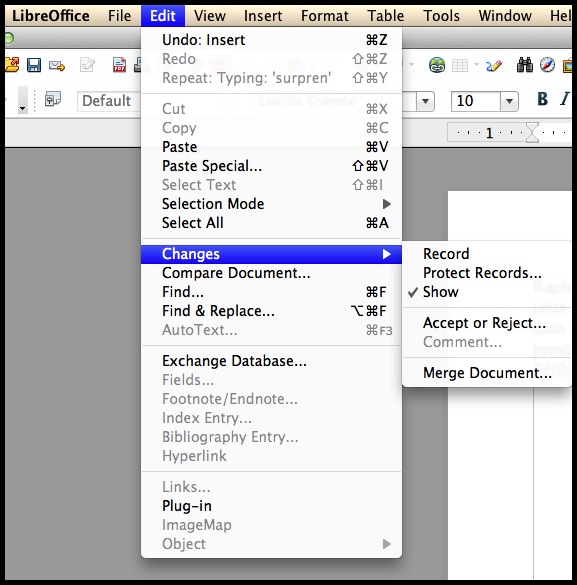 LibreOffice File Edit View Insert Format Table Tools Window Hel
Undo: Insert ⌘Z
Redo ⇧⌘Z
Repeat: Typing: 'surpren' ⇧⌘Y
Default Lucida Grande 10 B I
Cut ⌘X
Copy ⌘C
Paste ⌘V
1
Paste Special... ⇧⌘V
Select Text ⇧⌘I
Selection Mode
Select All ⌘A
Changes
Compare Document...
Find... ⌘F
Find & Replace... ⌥⌘F
AutoText... ⌘F3
Record
Protect Records...
✓ Show
Accept or Reject...
Comment...
Merge Document...
Exchange Database...
Fields...
Footnote/Endnote...
Index Entry...
Bibliography Entry...
Hyperlink
Links...
Plug-in
ImageMap
Object